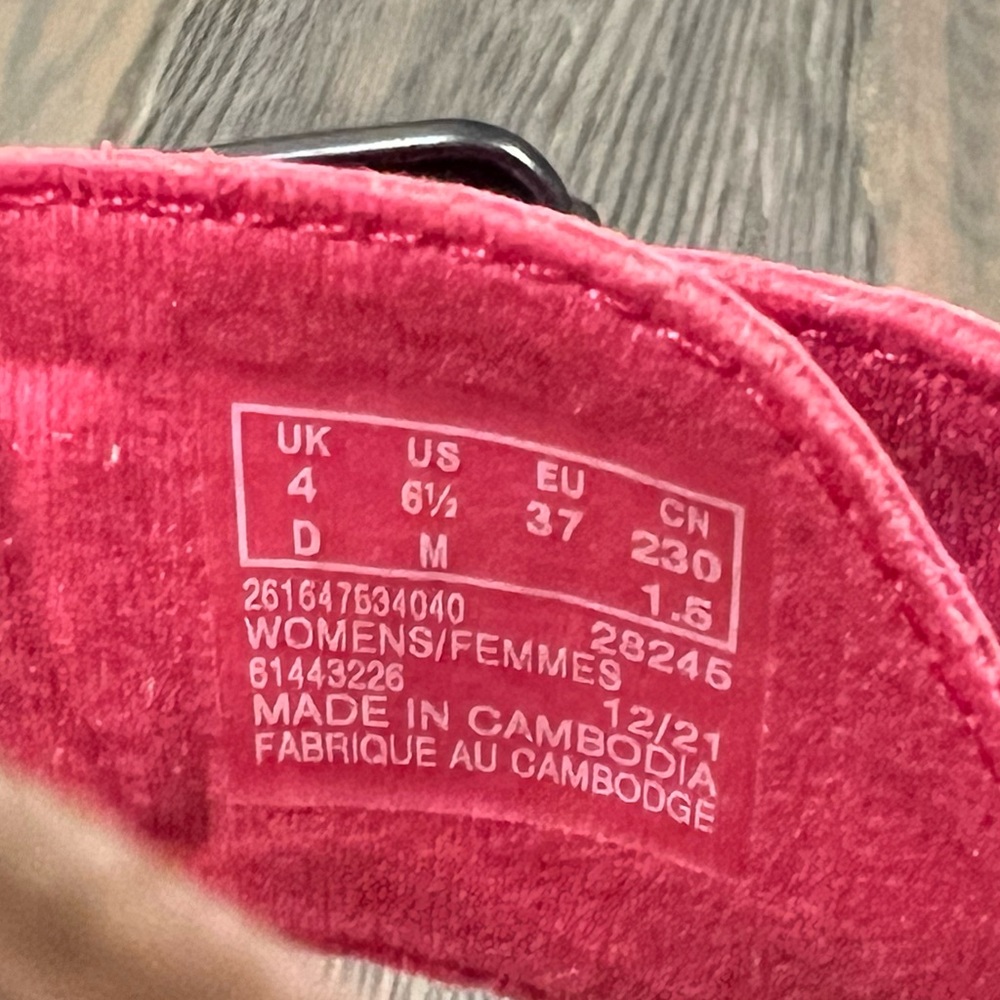 UK US EU CN
4 6½ 37 230
D M 1.5
261647634040 28245
WOMENS/FEMMES
61443226 12/21
MADE IN CAMBODIA
FABRIQUE AU CAMBODGE